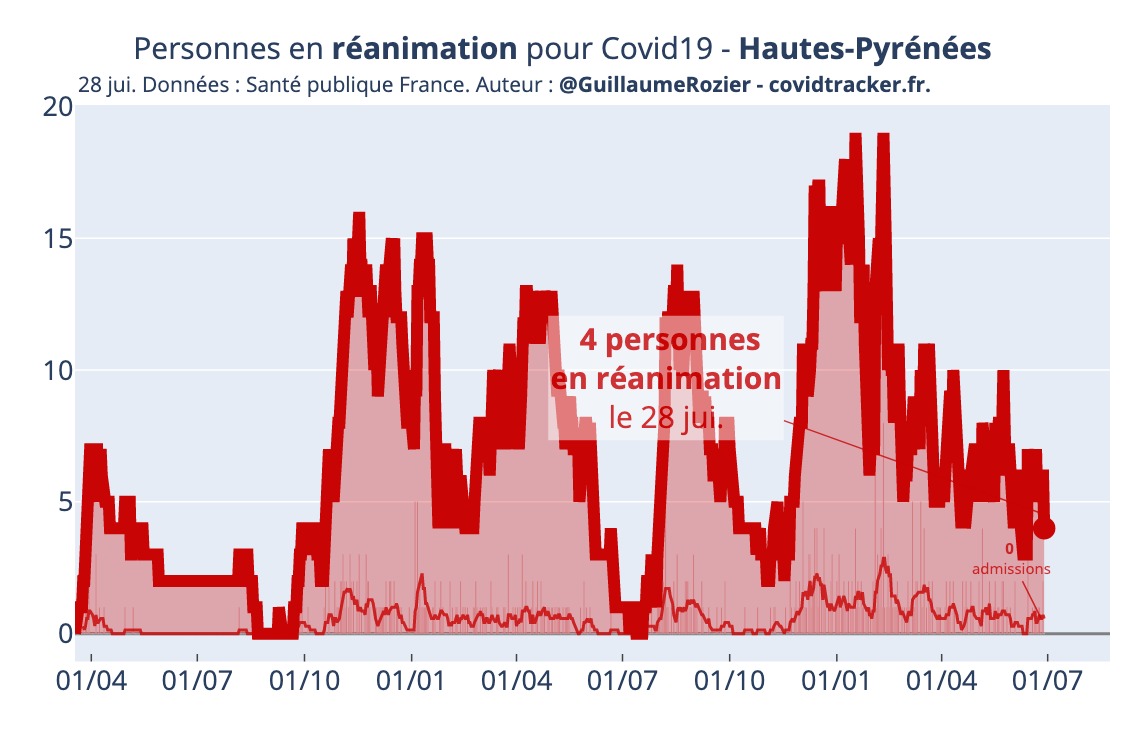 Personnes en réanimation pour Covid19 - Hautes-Pyrénées
28 jui. Données : Santé publique France. Auteur : @GuillaumeRozier - covidtracker.fr.
20
15
10
5
0
4 personnes
en réanimation
le 28 jui.
0
admissions
01/04 01/07 01/10 01/01 01/04 01/07 01/10 01/01 01/04 01/07